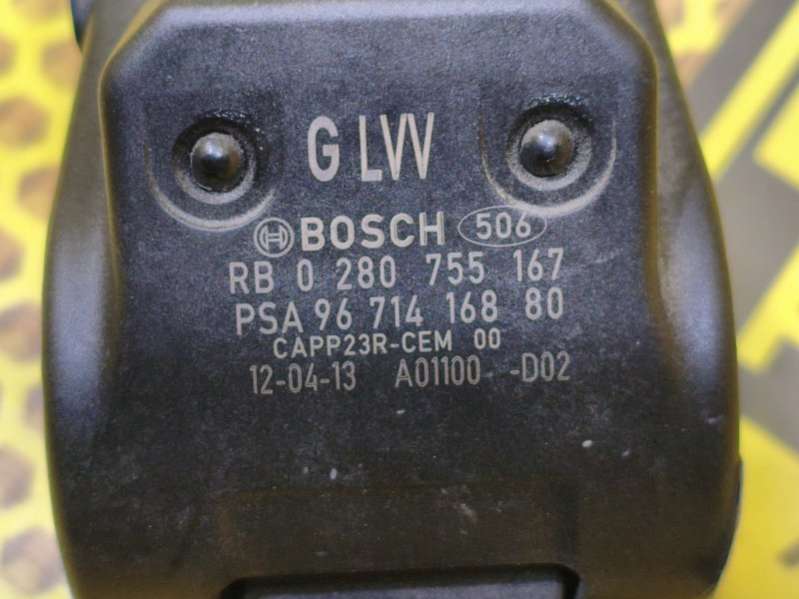 G LVV
BOSCH 506
RB 0 280 755 167
PSA 96 714 168 80
CAPP23R-CEM 00
12-04-13 A01100 -D02